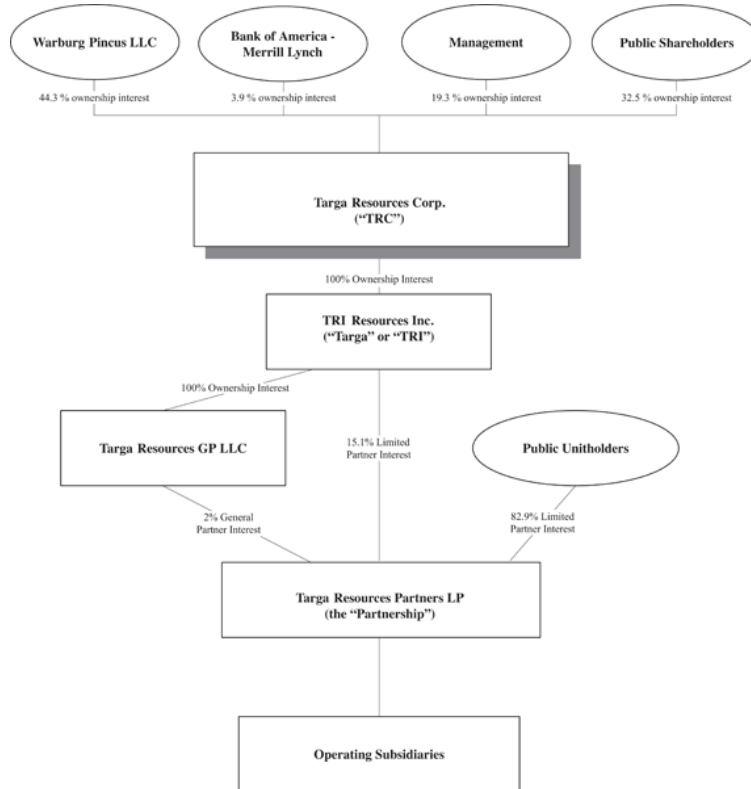 Warburg Pincus LLC
Bank of America -
Merrill Lynch
Management
Public Shareholders
44.3 % ownership interest
3.9 % ownership interest
19.3 % ownership interest
32.5 % ownership interest
Targa Resources Corp.
(“TRC”)
100% Ownership Interest
TRI Resources Inc.
(“Targa” or “TRI”)
100% Ownership Interest
Targa Resources GP LLC
15.1% Limited
Partner Interest
Public Unitholders
2% General
Partner Interest
82.9% Limited
Partner Interest
Targa Resources Partners LP
(the “Partnership”)
Operating Subsidiaries